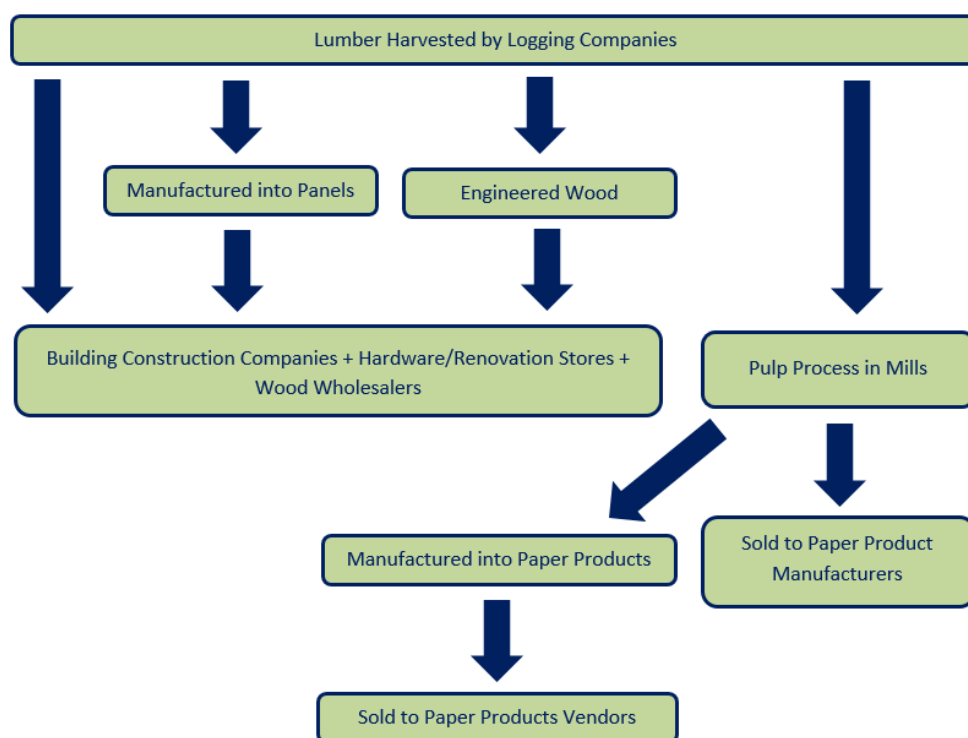 Lumber Harvested by Logging Companies
Manufactured into Panels
Engineered Wood
Building Construction Companies + Hardware/Renovation Stores +
Wood Wholesalers
Pulp Process in Mills
Manufactured into Paper Products
Sold to Paper Product
Manufacturers
Sold to Paper Products Vendors